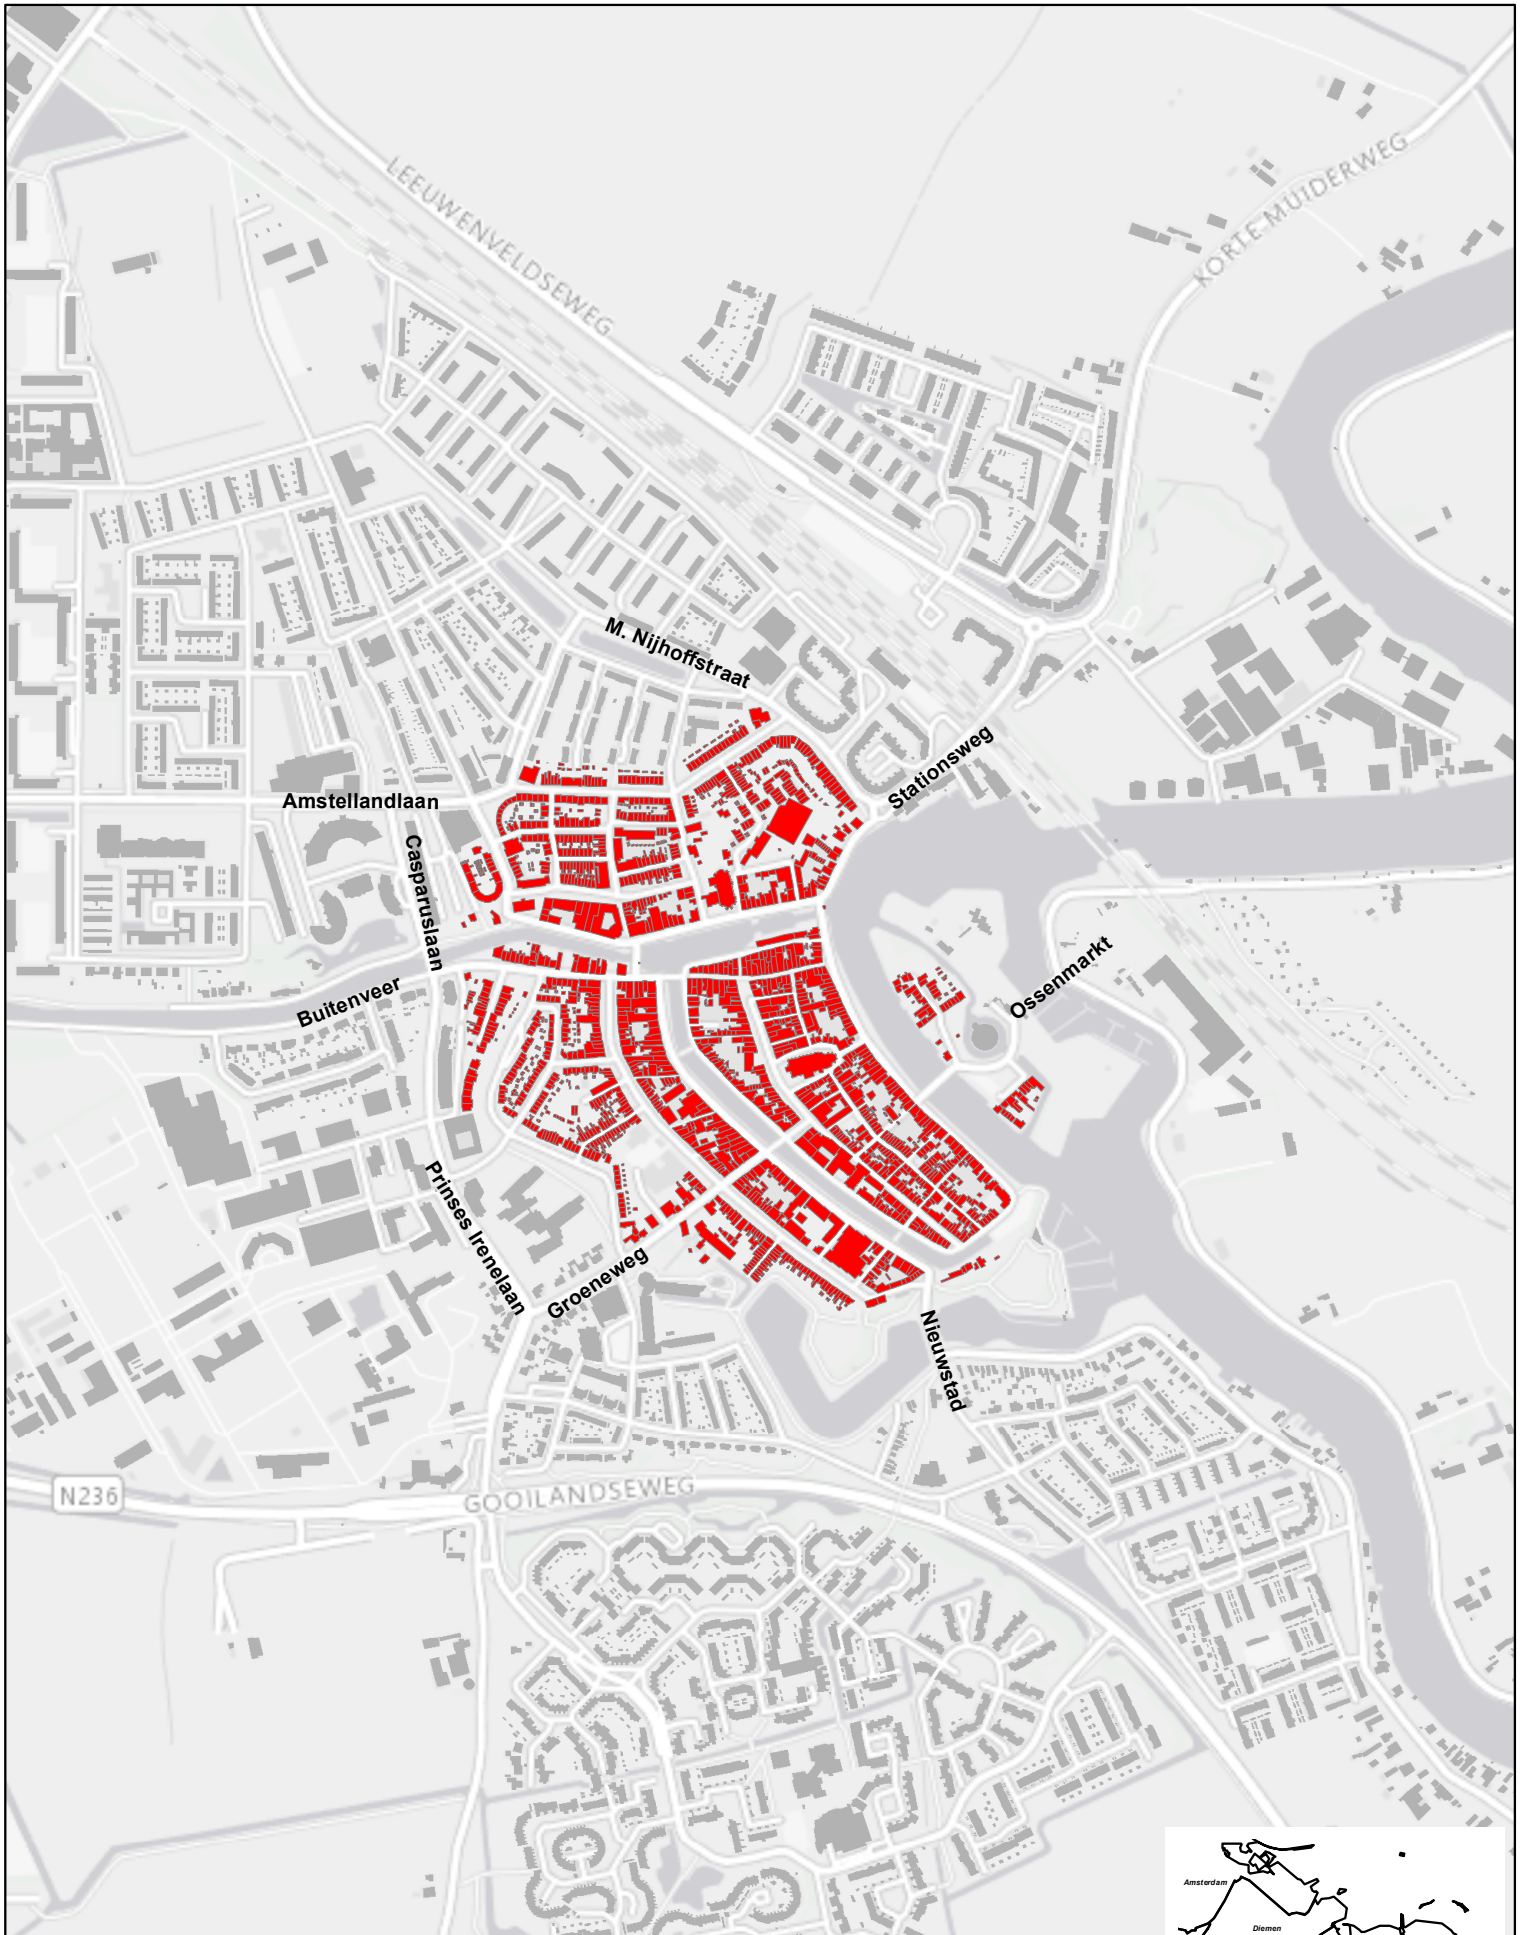 LEEUWENVELDSEWEG
KORTE MUIDERWEG
M. Nijhoffstraat
Stationsweg
Amstellandlaan
Casparuslaan
Ossenmarkt
Buitenveer
Prinses Irenelaan
Groeneweg
Nieuwstad
N236
GOOILANDSEWEG
Amsterdam
Diemen